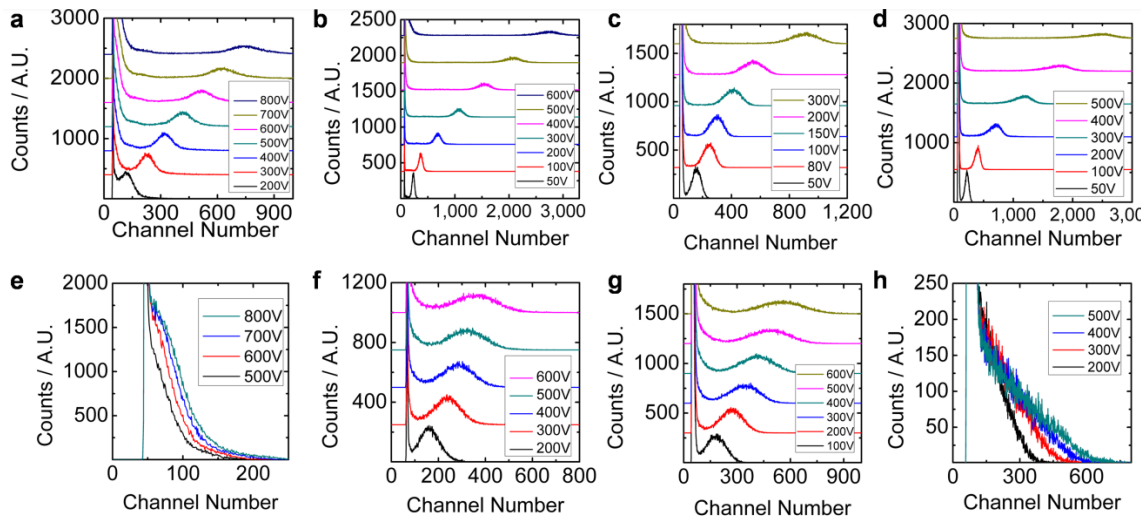 a
3000
2000
1000
Counts / A.U.
0 300 600 900
Channel Number
800V
700V
600V
500V
400V
300V
200V
b
2500
2000
1500
1000
500
Counts / A.U.
0 1,000 2,000 3,000
Channel Number
600V
500V
400V
300V
200V
100V
50V
c
1500
1000
500
Counts / A.U.
0 400 800 1,200
Channel Number
300V
200V
150V
100V
80V
50V
d
3000
2000
1000
Counts / A.U.
0 1,000 2,000 3,00
Channel Number
500V
400V
300V
200V
100V
50V
e
2000
1500
1000
500
Counts / A.U.
0 100 200
Channel Number
800V
700V
600V
500V
f
1200
800
400
Counts / A.U.
0 200 400 600 800
Channel Number
600V
500V
400V
300V
200V
g
1500
1000
500
Counts / A.U.
0 300 600 900
Channel Number
600V
500V
400V
300V
200V
100V
h
250
200
150
100
50
0
Counts / A.U.
0 300 600
Channel Number
500V
400V
300V
200V